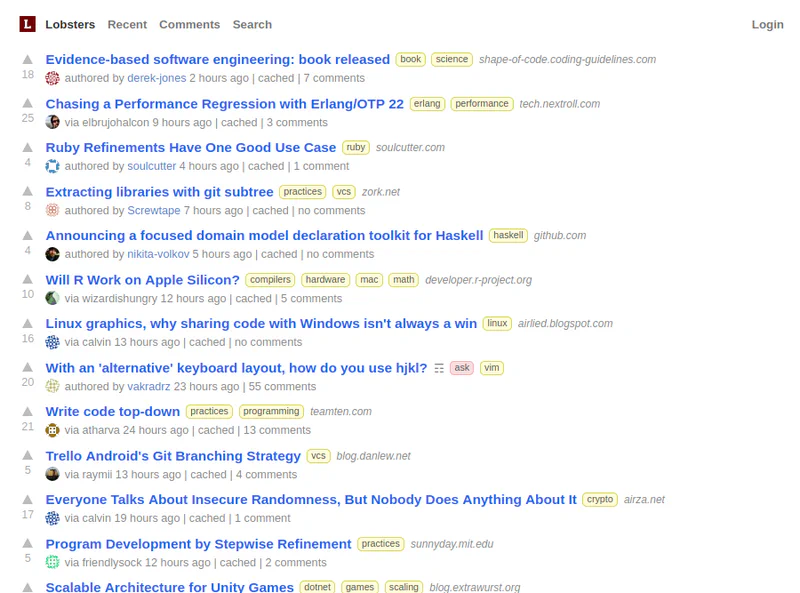 L Lobsters Recent Comments Search Login
Evidence-based software engineering: book released book science shape-of-code.coding-guidelines.com
18 authored by derek-jones 2 hours ago | cached | 7 comments
Chasing a Performance Regression with Erlang/OTP 22 erlang performance tech.nextroll.com
25 via elbrujohalcon 9 hours ago | cached | 3 comments
Ruby Refinements Have One Good Use Case ruby soulcutter.com
4 authored by soulcutter 4 hours ago | cached | 1 comment
Extracting libraries with git subtree practices vcs zork.net
8 authored by Screwtape 7 hours ago | cached | no comments
Announcing a focused domain model declaration toolkit for Haskell haskell github.com
4 authored by nikita-volkov 5 hours ago | cached | no comments
Will R Work on Apple Silicon? compilers hardware mac math developer.r-project.org
10 via wizardishungry 12 hours ago | cached | 5 comments
Linux graphics, why sharing code with Windows isn't always a win linux airlied.blogspot.com
16 via calvin 13 hours ago | cached | no comments
With an 'alternative' keyboard layout, how do you use hjkl? ☶ ask vim
20 authored by vakradrz 23 hours ago | 55 comments
Write code top-down practices programming teamten.com
21 via atharva 24 hours ago | cached | 13 comments
Trello Android's Git Branching Strategy vcs blog.danlew.net
5 via raymii 13 hours ago | cached | 4 comments
Everyone Talks About Insecure Randomness, But Nobody Does Anything About It crypto airza.net
17 via calvin 19 hours ago | cached | 1 comment
Program Development by Stepwise Refinement practices sunnyday.mit.edu
5 via friendlysock 12 hours ago | cached | 2 comments
Scalable Architecture for Unity Games dotnet games scaling blog.extrawurst.org